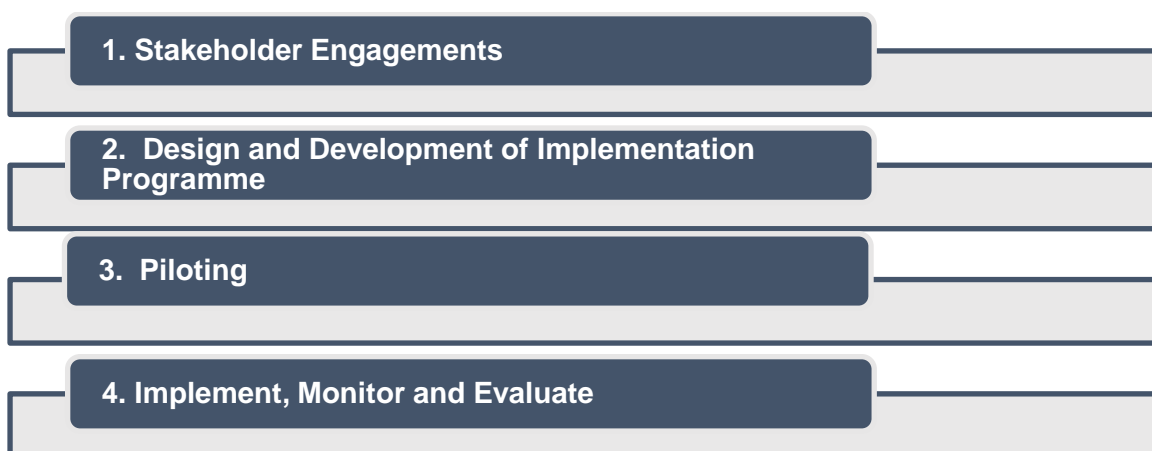 1. Stakeholder Engagements
2.  Design and Development of Implementation
Programme
3.  Piloting
4. Implement, Monitor and Evaluate